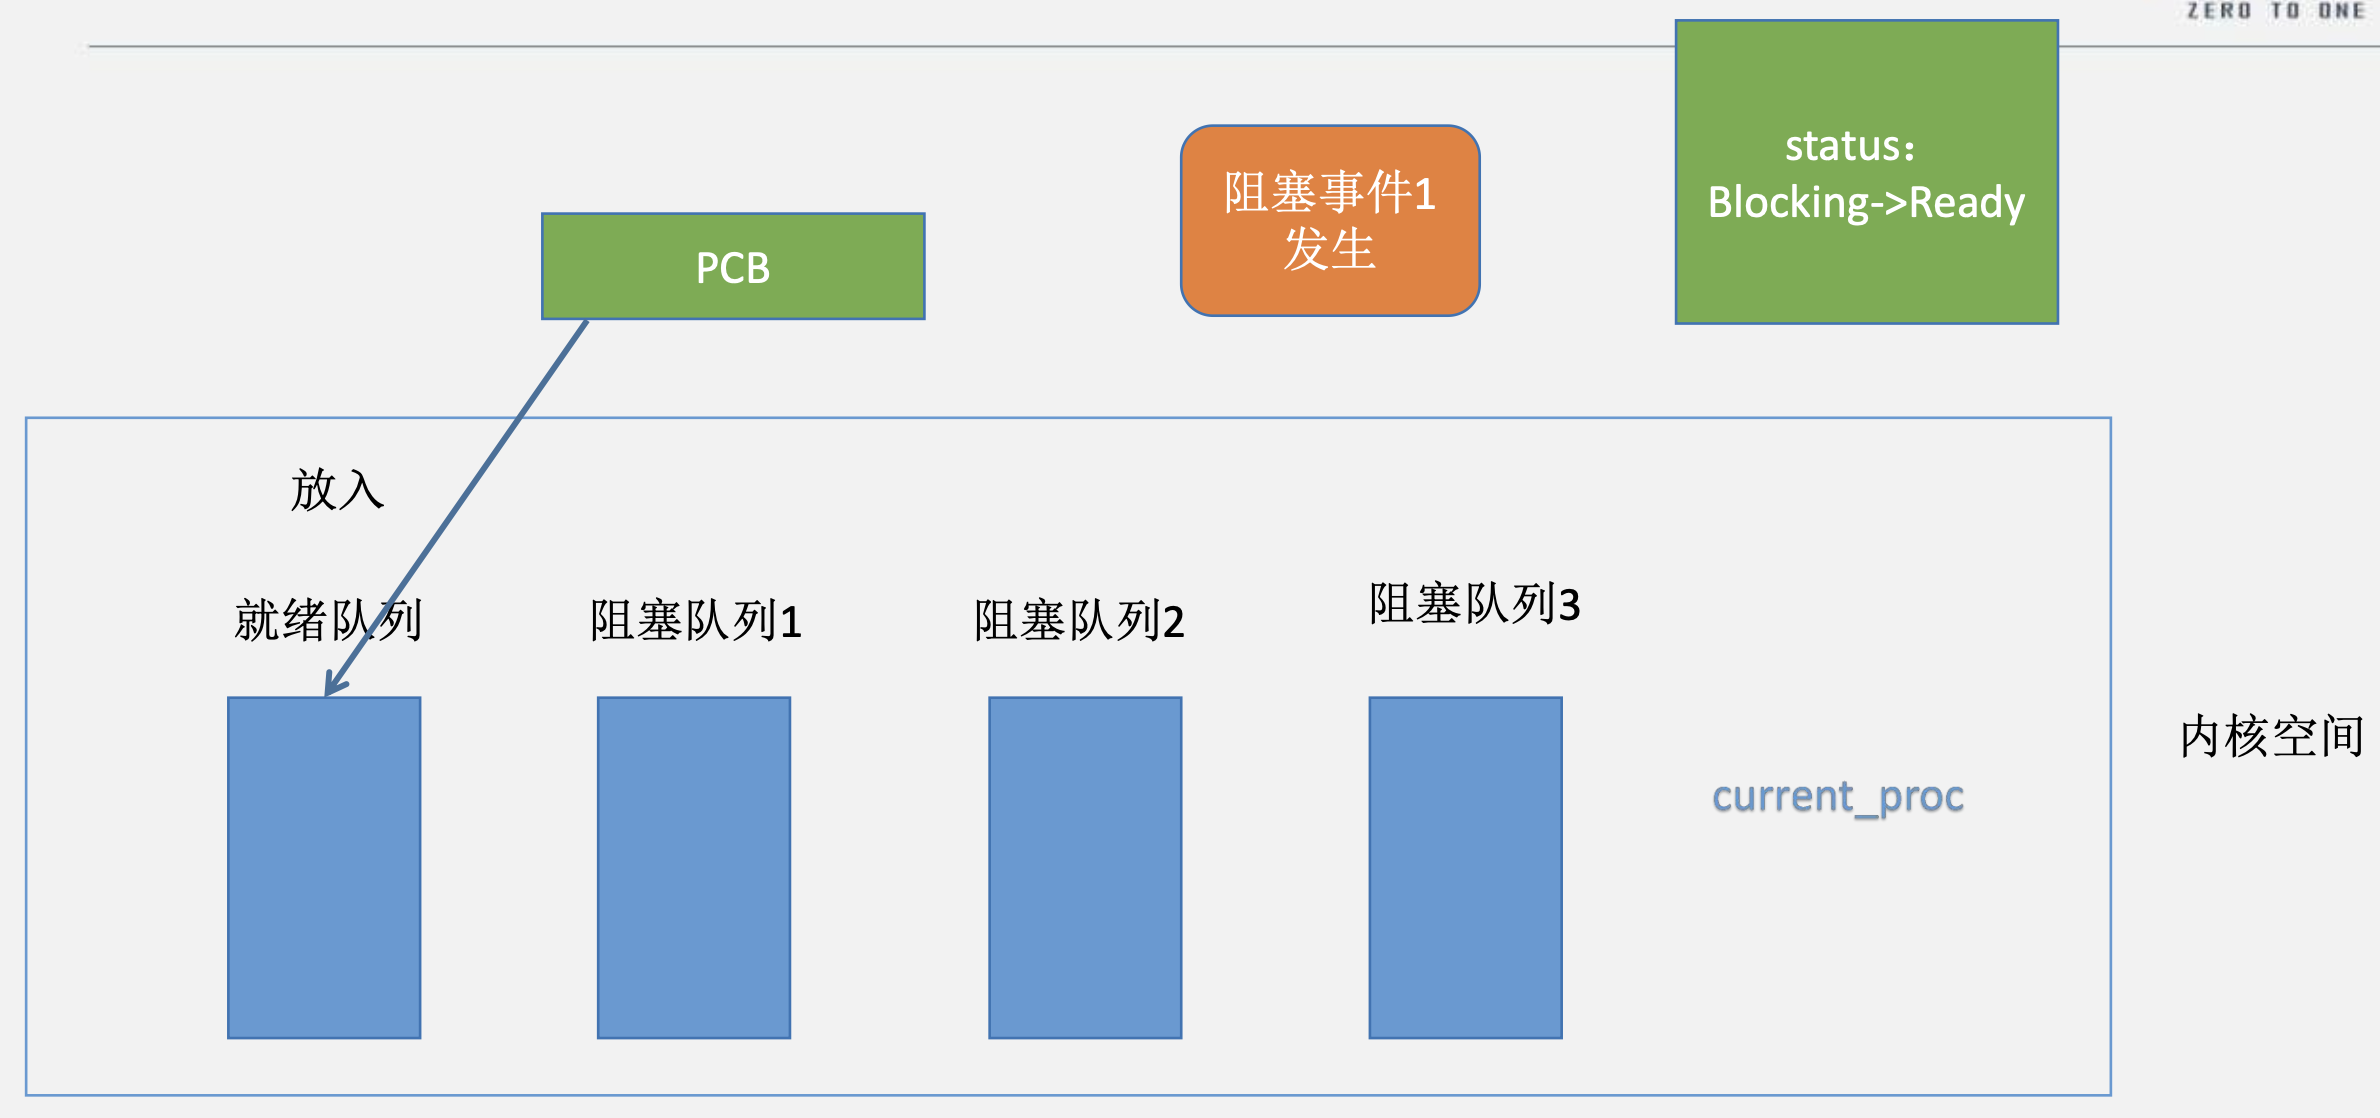 ZERO TO ONE
status：
Blocking->Ready
阻塞事件1
发生
PCB
放入
就绪队列
阻塞队列1
阻塞队列2
阻塞队列3
内核空间
current_proc